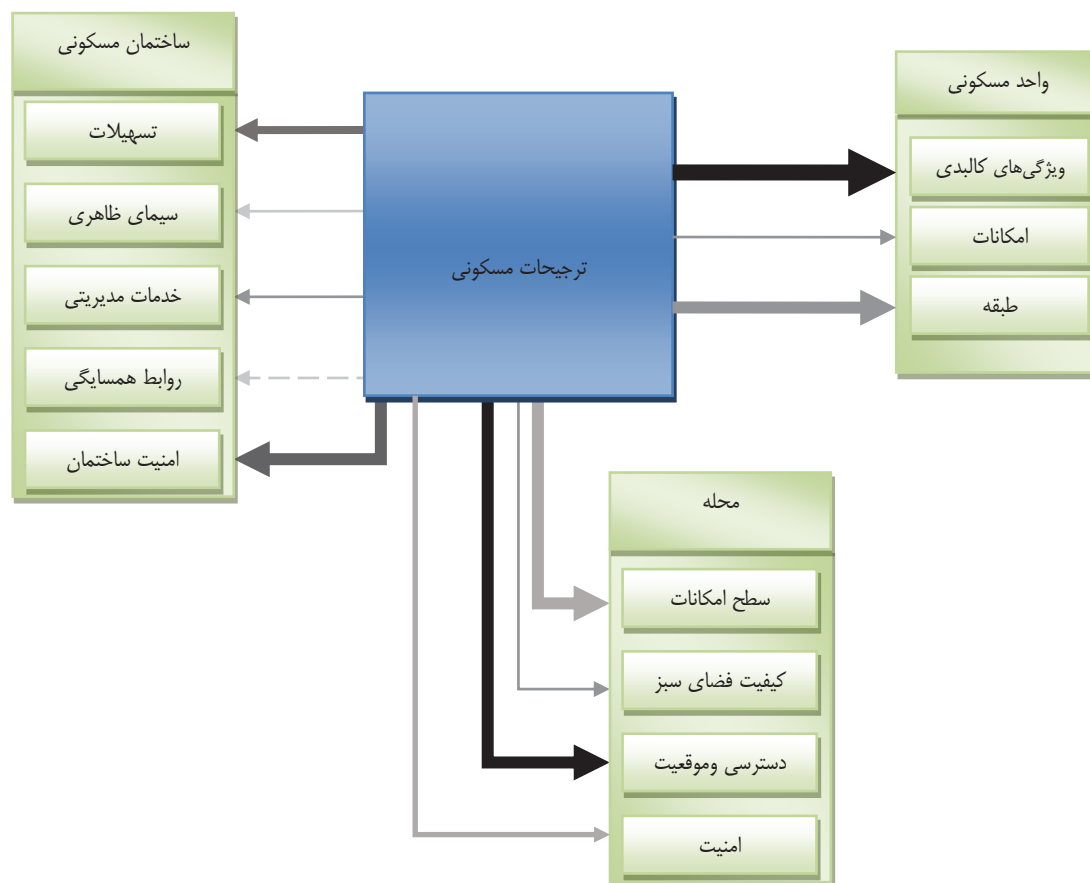 ساختمان مسکونی
تسهیلات
سیمای ظاهری
خدمات مدیریتی
روابط همسایگی
امنیت ساختمان
ترجیحات مسکونی
واحد مسکونی
ویژگی‌های کالبدی
امکانات
طبقه
محله
سطح امکانات
کیفیت فضای سبز
دسترسی وموقعیت
امنیت